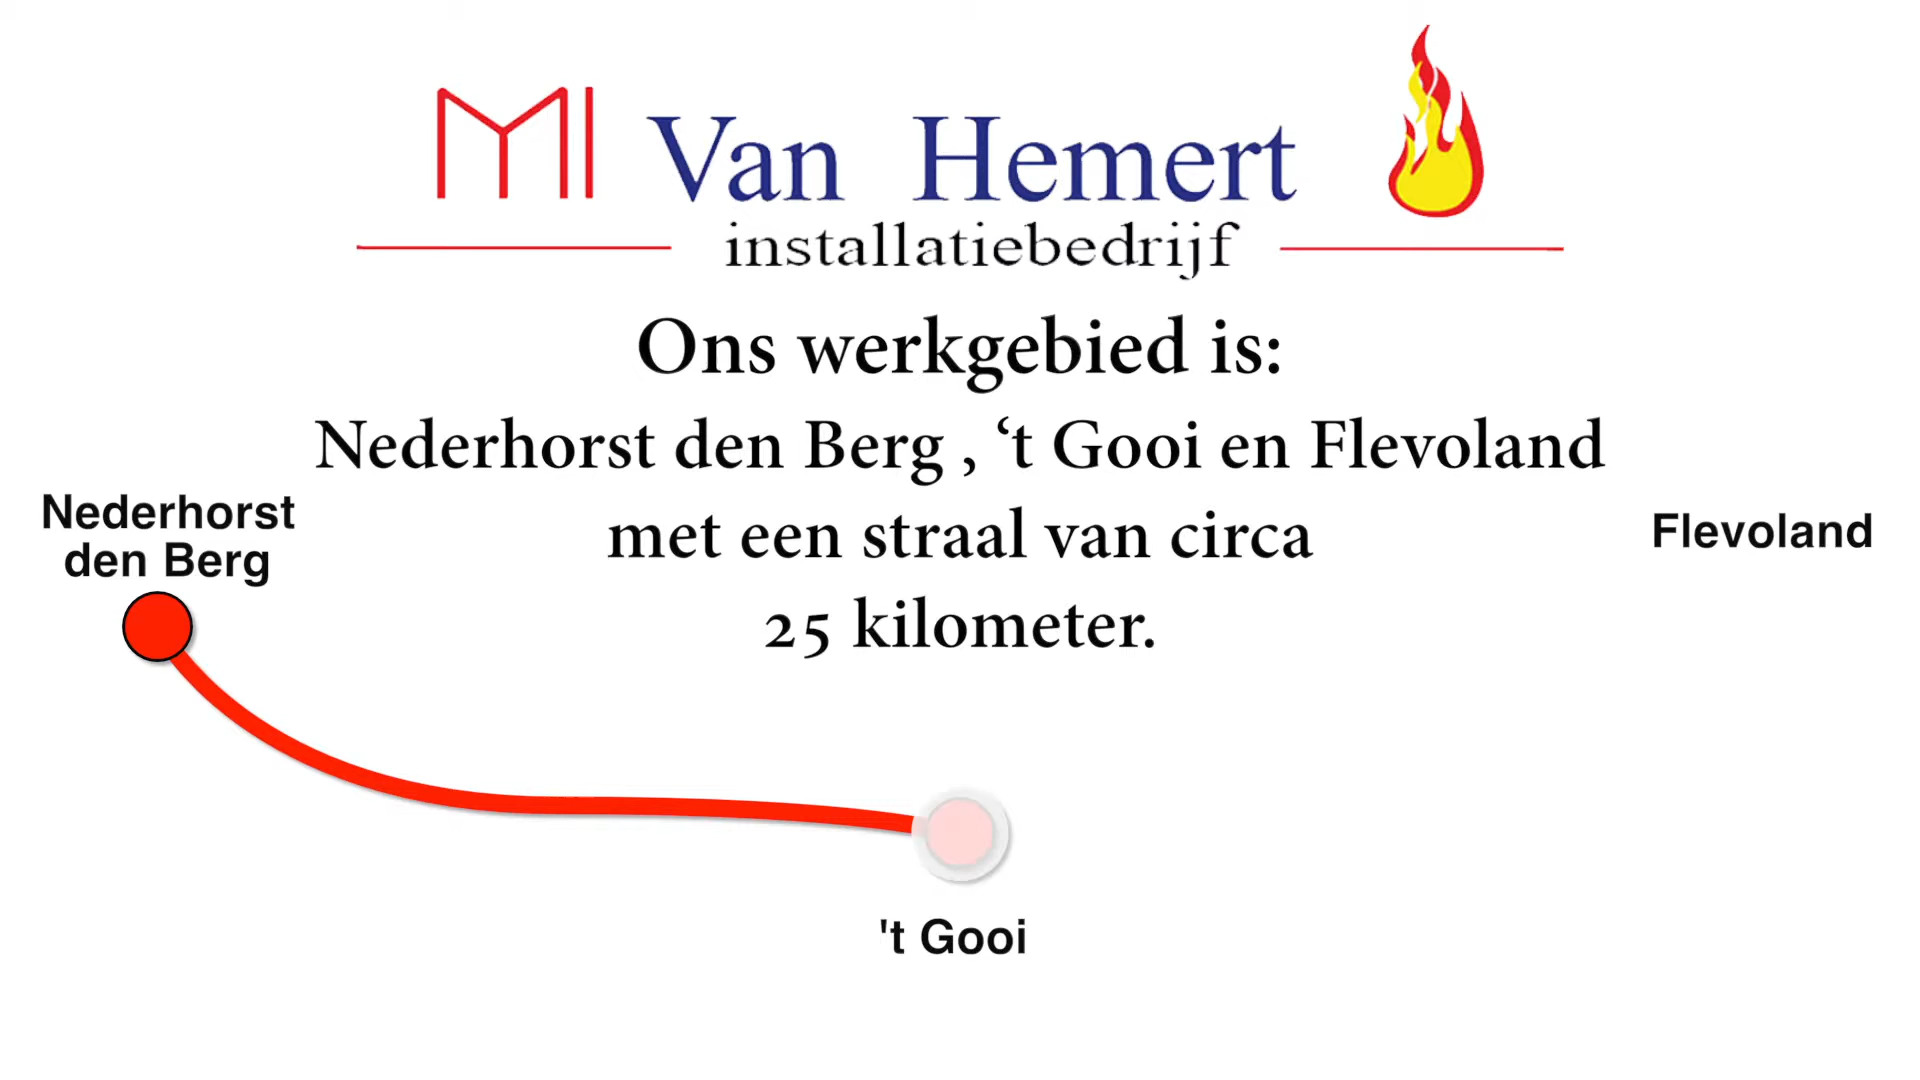 MI Van Hemert
installatiebedrijf
Ons werkgebied is:
Nederhorst den Berg , ‘t Gooi en Flevoland
met een straal van circa
25 kilometer.
Nederhorst
den Berg
Flevoland
't Gooi